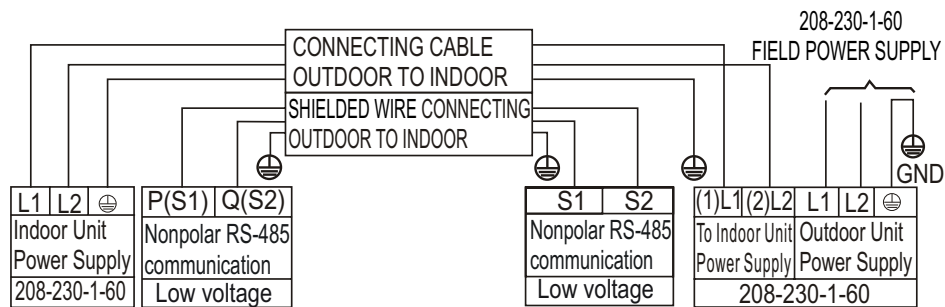 208-230-1-60
FIELD POWER SUPPLY
CONNECTING CABLE
OUTDOOR TO INDOOR
SHIELDED WIRE CONNECTING
OUTDOOR TO INDOOR
GND
L1 L2
Indoor Unit
Power Supply
208-230-1-60
P(S1) Q(S2)
Nonpolar RS-485
communication
Low voltage
S1 S2
Nonpolar RS-485
communication
Low voltage
(1)L1 (2)L2 L1 L2
To Indoor Unit
Power Supply
Outdoor Unit
Power Supply
208-230-1-60